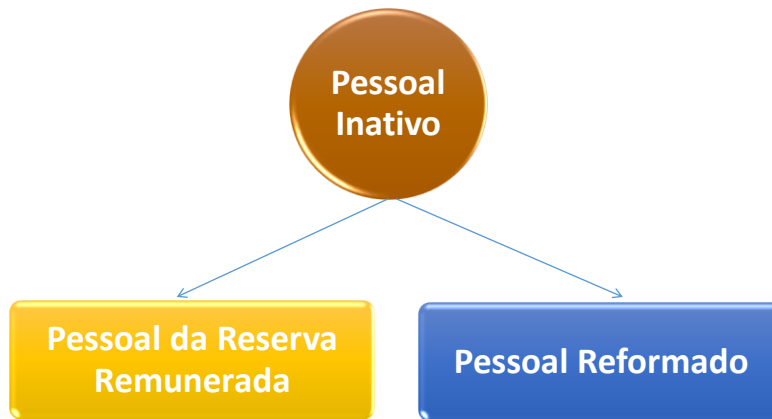 Pessoal
Inativo
Pessoal da Reserva
Remunerada
Pessoal Reformado